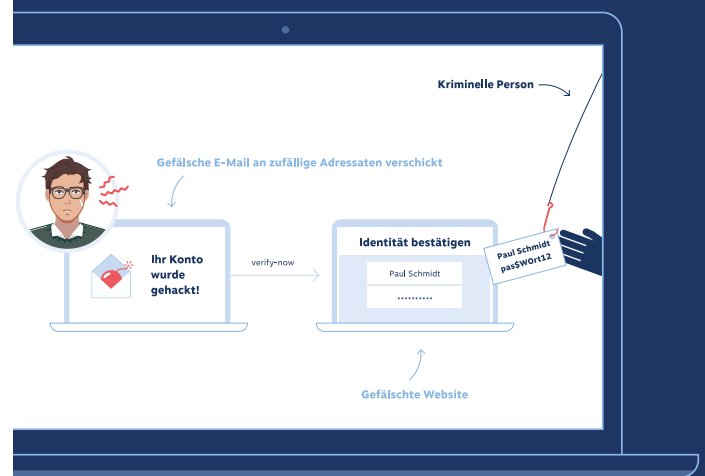 Kriminelle Person
Gefälsche E-Mail an zufällige Adressaten verschickt
Ihr Konto
wurde
gehackt!
verify-now
Identität bestätigen
Paul Schmidt
••••••••••
Paul Schmidt
pas$WOrt12
Gefälschte Website